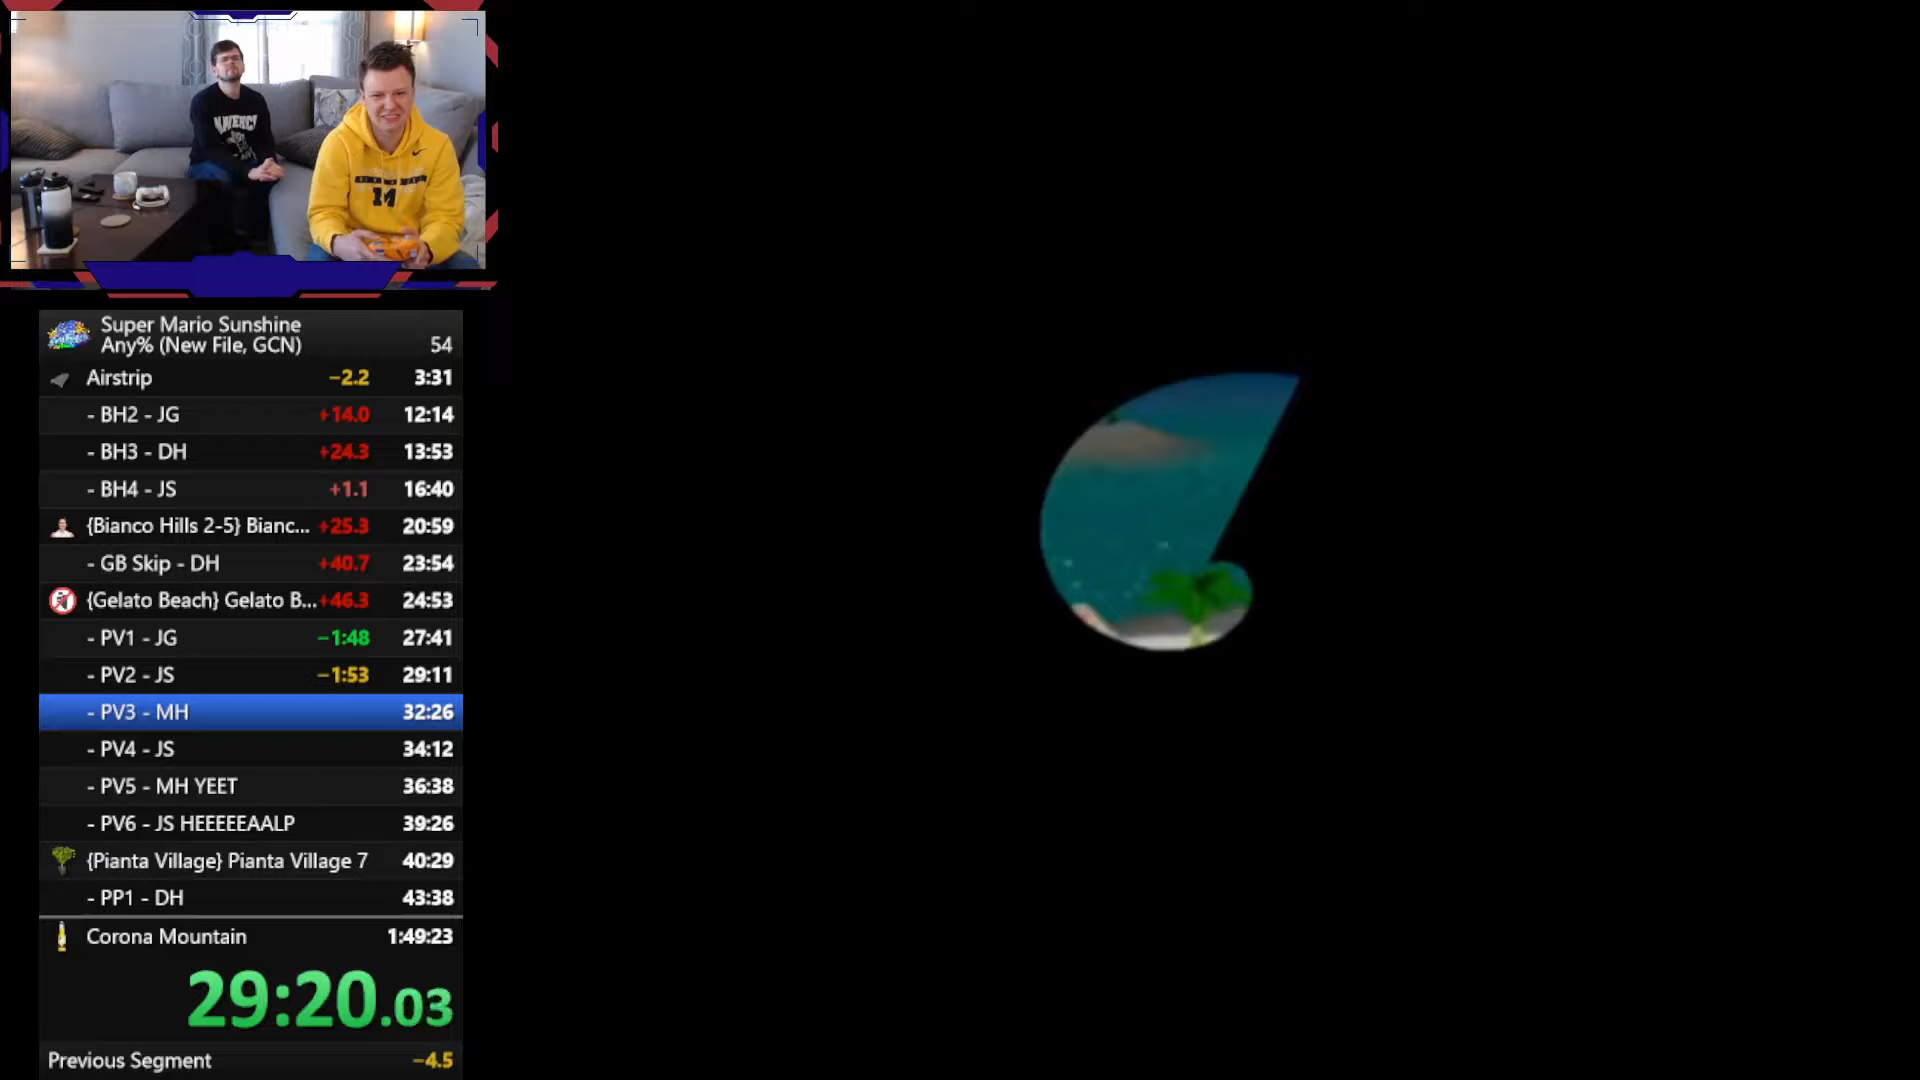 MAVERICK
M
Super Mario Sunshine
Any% (New File, GCN) 54
Airstrip −2.2 3:31
- BH2 - JG +14.0 12:14
- BH3 - DH +24.3 13:53
- BH4 - JS +1.1 16:40
{Bianco Hills 2-5} Bianc... +25.3 20:59
- GB Skip - DH +40.7 23:54
{Gelato Beach} Gelato B... +46.3 24:53
- PV1 - JG −1:48 27:41
- PV2 - JS −1:53 29:11
- PV3 - MH 32:26
- PV4 - JS 34:12
- PV5 - MH YEET 36:38
- PV6 - JS HEEEEEAALP 39:26
{Pianta Village} Pianta Village 7 40:29
- PP1 - DH 43:38
Corona Mountain 1:49:23
29:20.03
Previous Segment −4.5